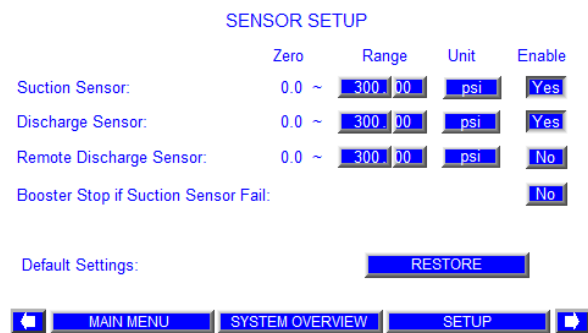 SENSOR SETUP
Zero Range Unit Enable
Suction Sensor: 0.0 ~ 300.00 psi Yes
Discharge Sensor: 0.0 ~ 300.00 psi Yes
Remote Discharge Sensor: 0.0 ~ 300.00 psi No
Booster Stop if Suction Sensor Fail: No
Default Settings: RESTORE
MAIN MENU SYSTEM OVERVIEW SETUP